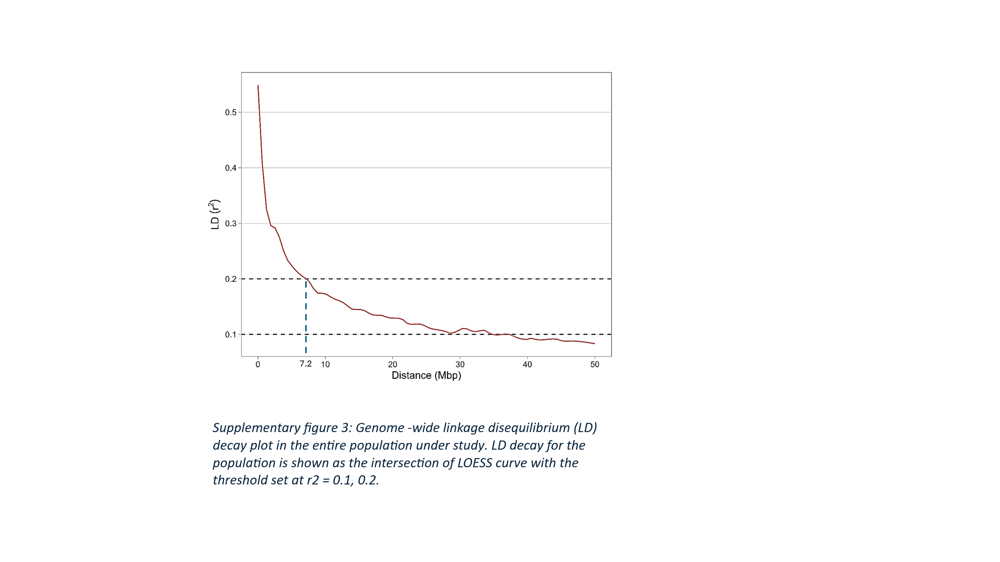 0.5
0.4
0.3
0.2
0.1
LD (r²)
0 7.2 10 20 30 40 50
Distance (Mbp)
Supplementary figure 3: Genome -wide linkage disequilibrium (LD)
decay plot in the entire population under study. LD decay for the
population is shown as the intersection of LOESS curve with the
threshold set at r2 = 0.1, 0.2.